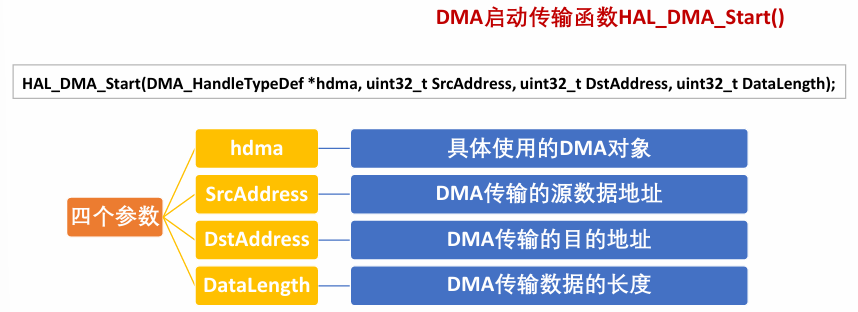 DMA启动传输函数HAL_DMA_Start()
HAL_DMA_Start(DMA_HandleTypeDef *hdma, uint32_t SrcAddress, uint32_t DstAddress, uint32_t DataLength);
四个参数
hdma
具体使用的DMA对象
SrcAddress
DMA传输的源数据地址
DstAddress
DMA传输的目的地址
DataLength
DMA传输数据的长度